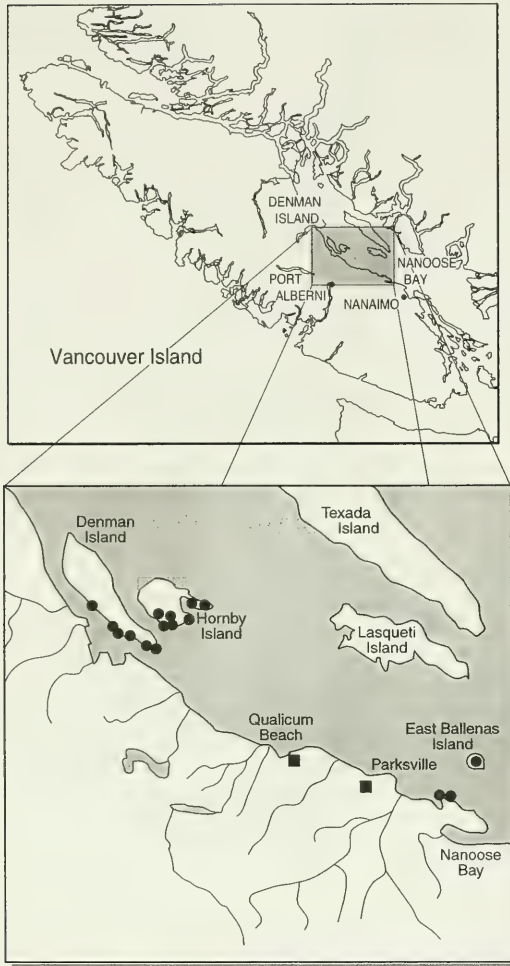 DENMAN
ISLAND
NANOOSE
BAY
PORT
ALBERNI
NANAIMO
Vancouver Island
Denman
Island
Texada
Island
Hornby
Island
Lasqueti
Island
Qualicum
Beach
East Ballenas
Island
Parksville
Nanoose
Bay